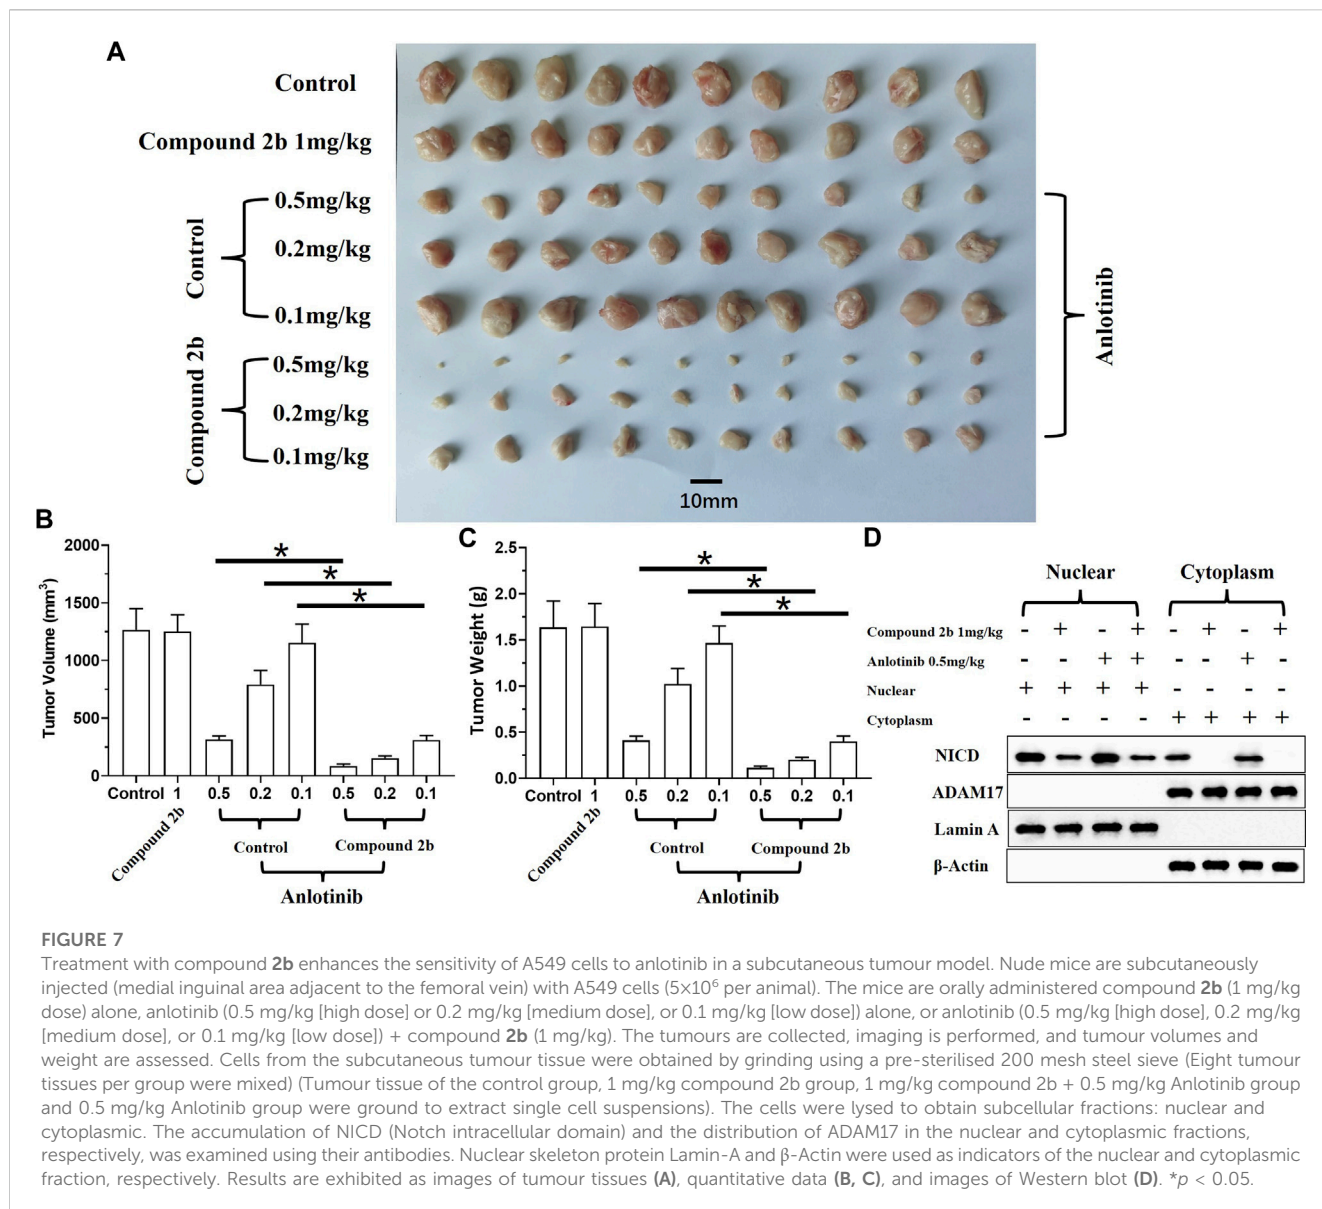 A
Control
Compound 2b 1mg/kg
Control
0.5mg/kg
0.2mg/kg
0.1mg/kg
Compound 2b
0.5mg/kg
0.2mg/kg
0.1mg/kg
Anlotinib
10mm
B
Tumor Volume (mm³)
2000
1500
1000
500
0
* * *
Control 1 0.5 0.2 0.1 0.5 0.2 0.1
Compound 2b
Control Compound 2b
Anlotinib
C
Tumor Weight (g)
2.5
2.0
1.5
1.0
0.5
0.0
* * *
Control 1 0.5 0.2 0.1 0.5 0.2 0.1
Compound 2b
Control Compound 2b
Anlotinib
D
Nuclear Cytoplasm
Compound 2b 1mg/kg - + - + - + - +
Anlotinib 0.5mg/kg - - + + - - + -
Nuclear + + + + - - - -
Cytoplasm - - - - + + + +
NICD
ADAM17
Lamin A
β-Actin
FIGURE 7
Treatment with compound 2b enhances the sensitivity of A549 cells to anlotinib in a subcutaneous tumour model. Nude mice are subcutaneously
injected (medial inguinal area adjacent to the femoral vein) with A549 cells (5×10⁶ per animal). The mice are orally administered compound 2b (1 mg/kg
dose) alone, anlotinib (0.5 mg/kg [high dose] or 0.2 mg/kg [medium dose], or 0.1 mg/kg [low dose]) alone, or anlotinib (0.5 mg/kg [high dose], 0.2 mg/kg
[medium dose], or 0.1 mg/kg [low dose]) + compound 2b (1 mg/kg). The tumours are collected, imaging is performed, and tumour volumes and
weight are assessed. Cells from the subcutaneous tumour tissue were obtained by grinding using a pre-sterilised 200 mesh steel sieve (Eight tumour
tissues per group were mixed) (Tumour tissue of the control group, 1 mg/kg compound 2b group, 1 mg/kg compound 2b + 0.5 mg/kg Anlotinib group
and 0.5 mg/kg Anlotinib group were ground to extract single cell suspensions). The cells were lysed to obtain subcellular fractions: nuclear and
cytoplasmic. The accumulation of NICD (Notch intracellular domain) and the distribution of ADAM17 in the nuclear and cytoplasmic fractions,
respectively, was examined using their antibodies. Nuclear skeleton protein Lamin-A and β-Actin were used as indicators of the nuclear and cytoplasmic
fraction, respectively. Results are exhibited as images of tumour tissues (A), quantitative data (B, C), and images of Western blot (D). *p < 0.05.